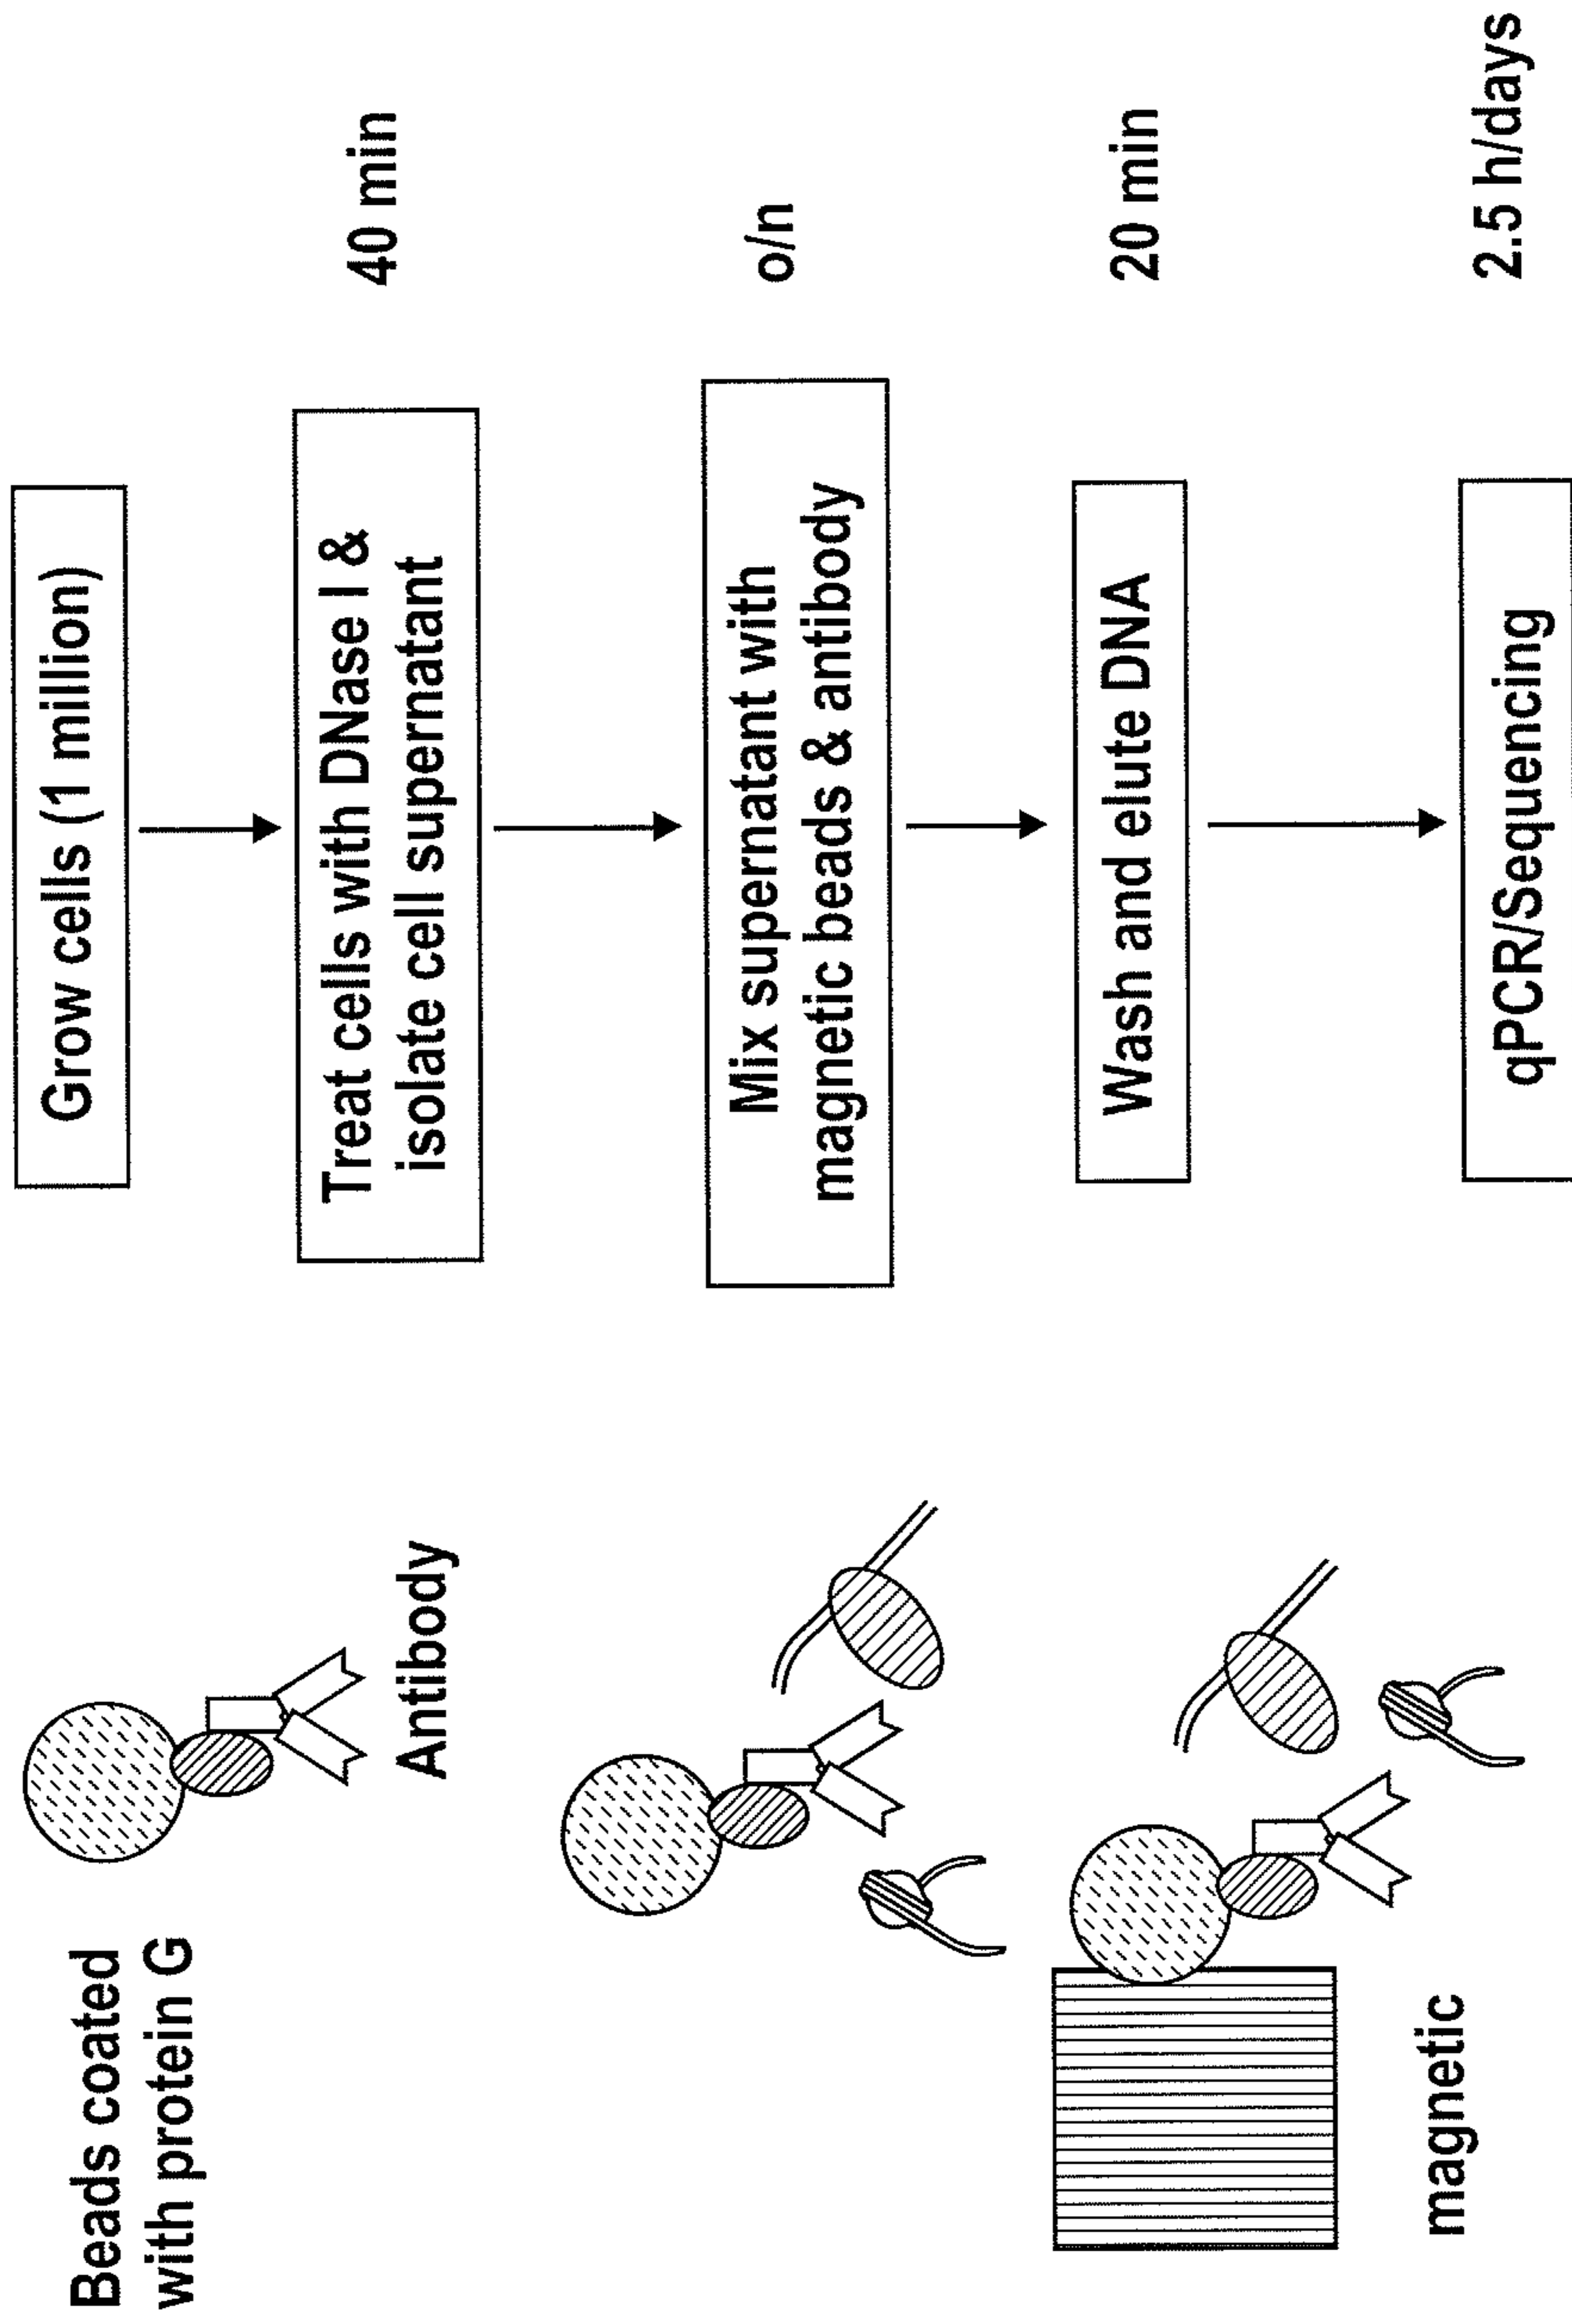 Beads coated
with protein G
Antibody
magnetic
Grow cells (1 million)
Treat cells with DNase I &
isolate cell supernatant
40 min
Mix supernatant with
magnetic beads & antibody
o/n
Wash and elute DNA
20 min
qPCR/Sequencing
2.5 h/days